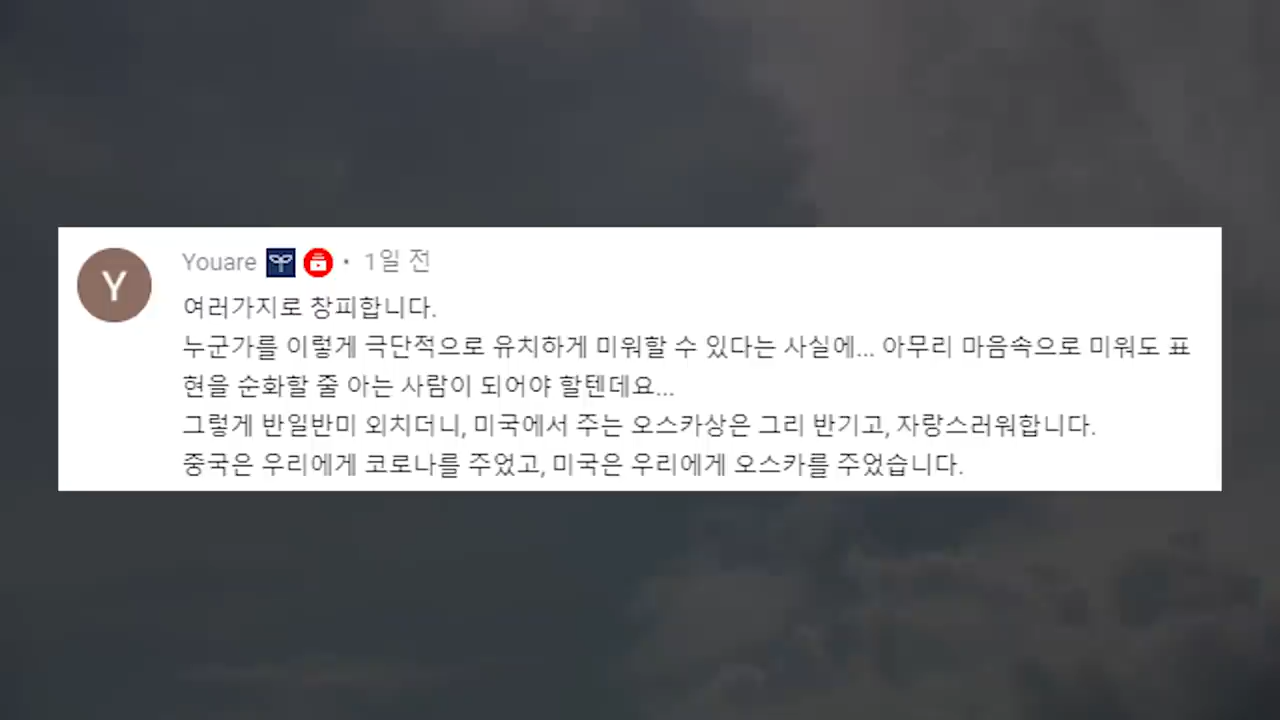 Y
Youare · 1일 전
여러가지로 창피합니다.
누군가를 이렇게 극단적으로 유치하게 미워할 수 있다는 사실에... 아무리 마음속으로 미워도 표
현을 순화할 줄 아는 사람이 되어야 할텐데요...
그렇게 반일반미 외치더니, 미국에서 주는 오스카상은 그리 반기고, 자랑스러워합니다.
중국은 우리에게 코로나를 주었고, 미국은 우리에게 오스카를 주었습니다.